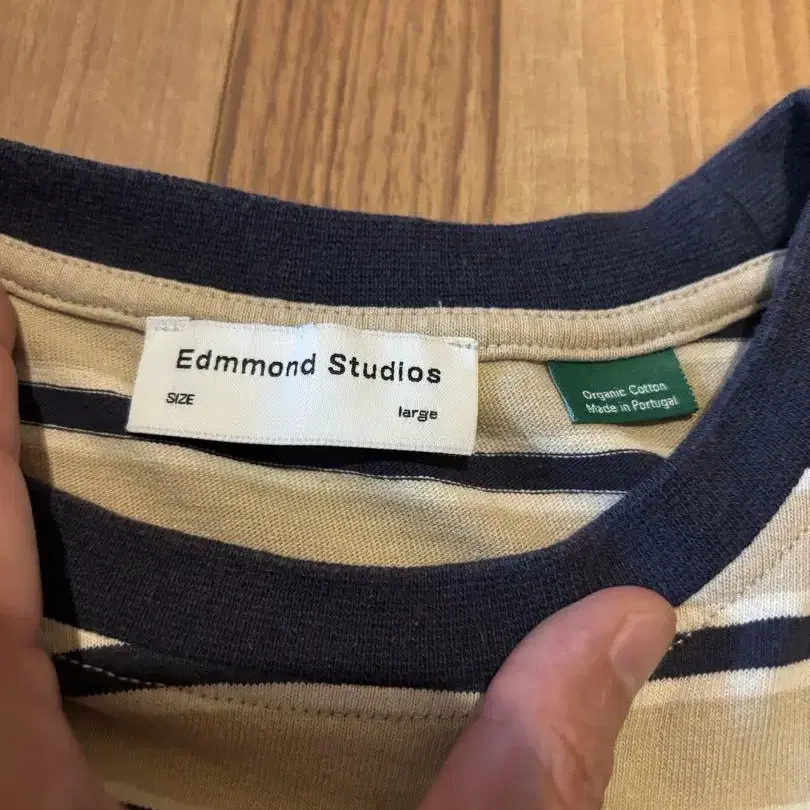 Edmmond Studios
SIZE
large
Organic Cotton
Made in Portugal